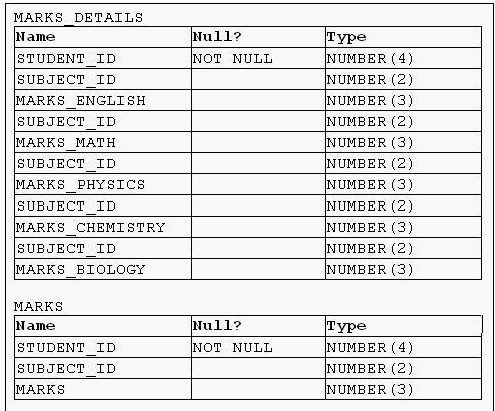 MARKS_DETAILS
Name Null? Type
STUDENT_ID NOT NULL NUMBER(4)
SUBJECT_ID NUMBER(2)
MARKS_ENGLISH NUMBER(3)
SUBJECT_ID NUMBER(2)
MARKS_MATH NUMBER(3)
SUBJECT_ID NUMBER(2)
MARKS_PHYSICS NUMBER(3)
SUBJECT_ID NUMBER(2)
MARKS_CHEMISTRY NUMBER(3)
SUBJECT_ID NUMBER(2)
MARKS_BIOLOGY NUMBER(3)
MARKS
Name Null? Type
STUDENT_ID NOT NULL NUMBER(4)
SUBJECT_ID NUMBER(2)
MARKS NUMBER(3)